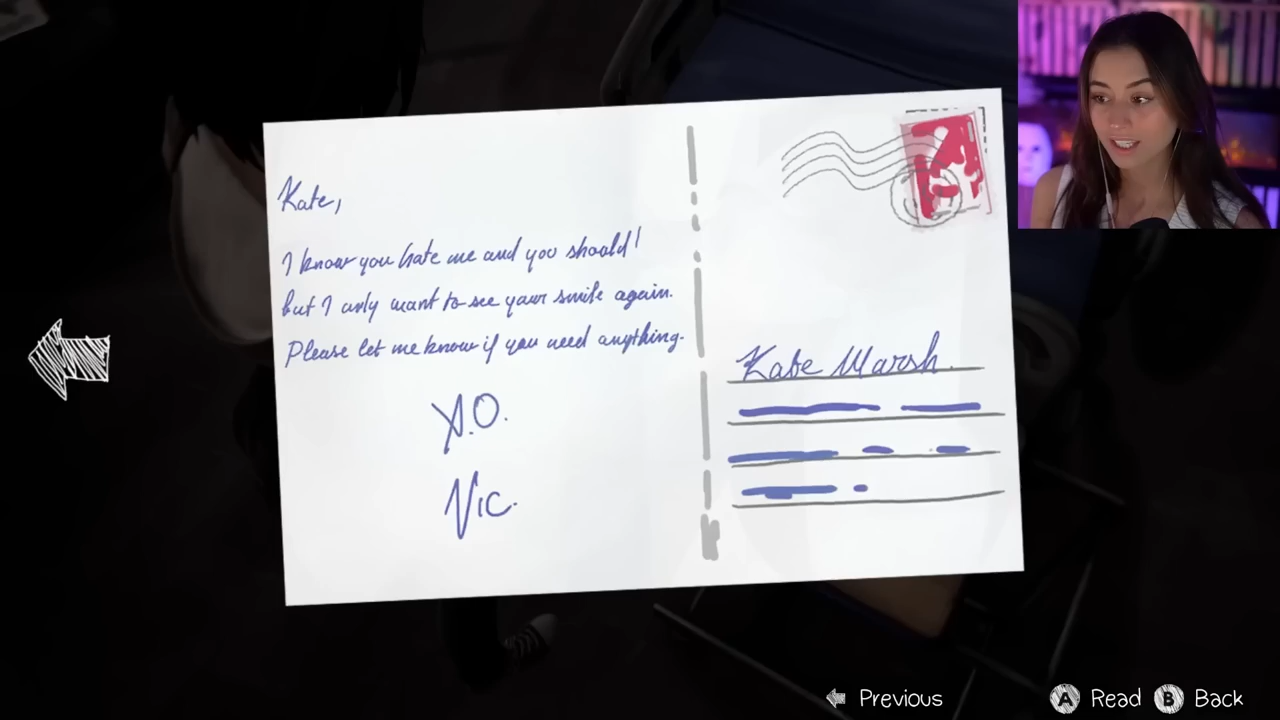 Kate,
I know you hate me and you should!
but I only want to see your smile again.
Please let me know if you need anything.
X.O.
Vic.
Kate Marsh.
Previous
A Read
B Back